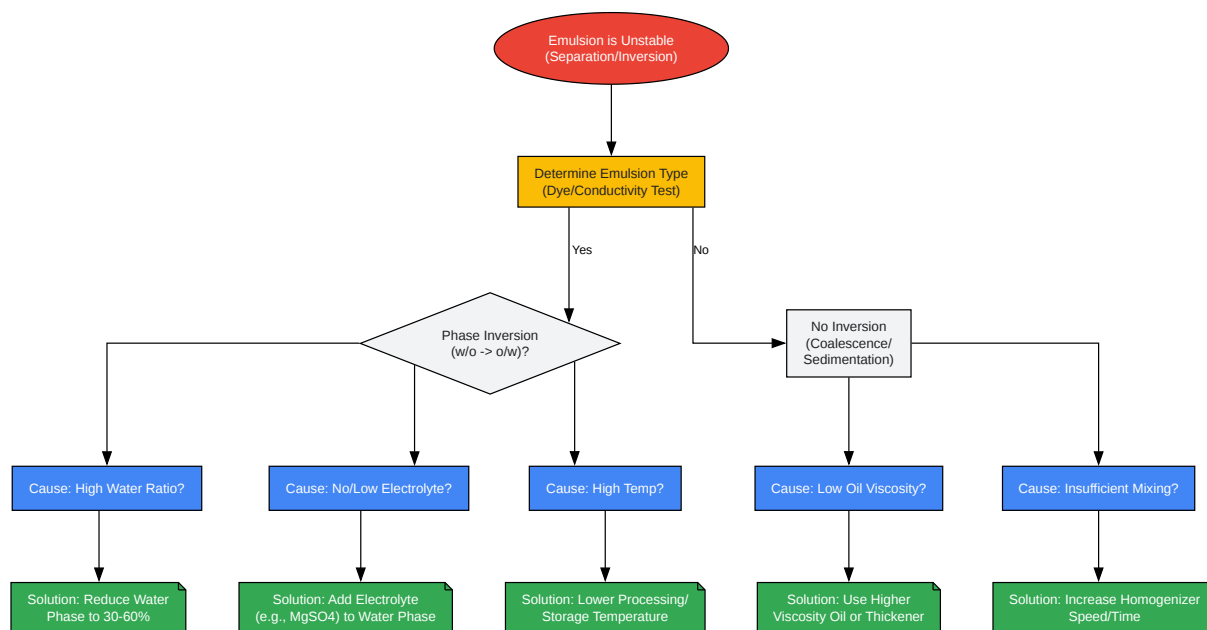 Emulsion is Unstable
(Separation/Inversion)
Determine Emulsion Type
(Dye/Conductivity Test)
Yes
No
Phase Inversion
(w/o -> o/w)?
No Inversion
(Coalescence/
Sedimentation)
Cause: High Water Ratio?
Cause: No/Low Electrolyte?
Cause: High Temp?
Cause: Low Oil Viscosity?
Cause: Insufficient Mixing?
Solution: Reduce Water
Phase to 30-60%
Solution: Add Electrolyte
(e.g., MgSO4) to Water Phase
Solution: Lower Processing/
Storage Temperature
Solution: Use Higher
Viscosity Oil or Thickener
Solution: Increase Homogenizer
Speed/Time